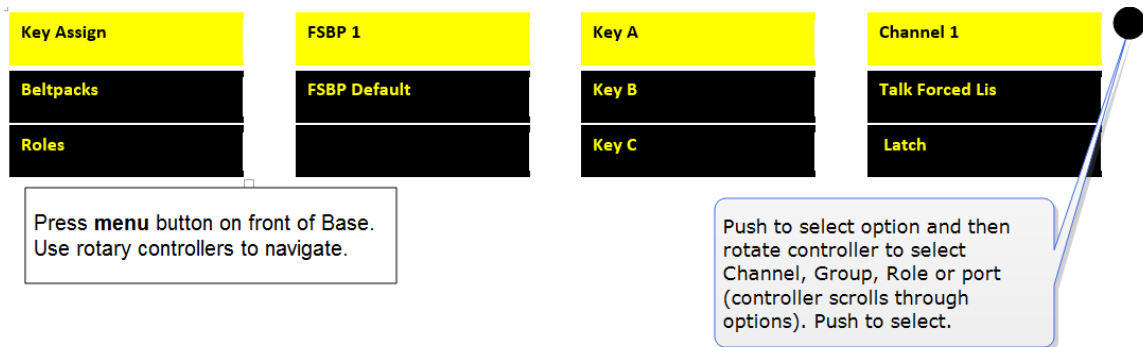 Key Assign
FSBP 1
Key A
Channel 1
Beltpacks
FSBP Default
Key B
Talk Forced Lis
Roles
Key C
Latch
Press menu button on front of Base.
Use rotary controllers to navigate.
Push to select option and then
rotate controller to select
Channel, Group, Role or port
(controller scrolls through
options). Push to select.